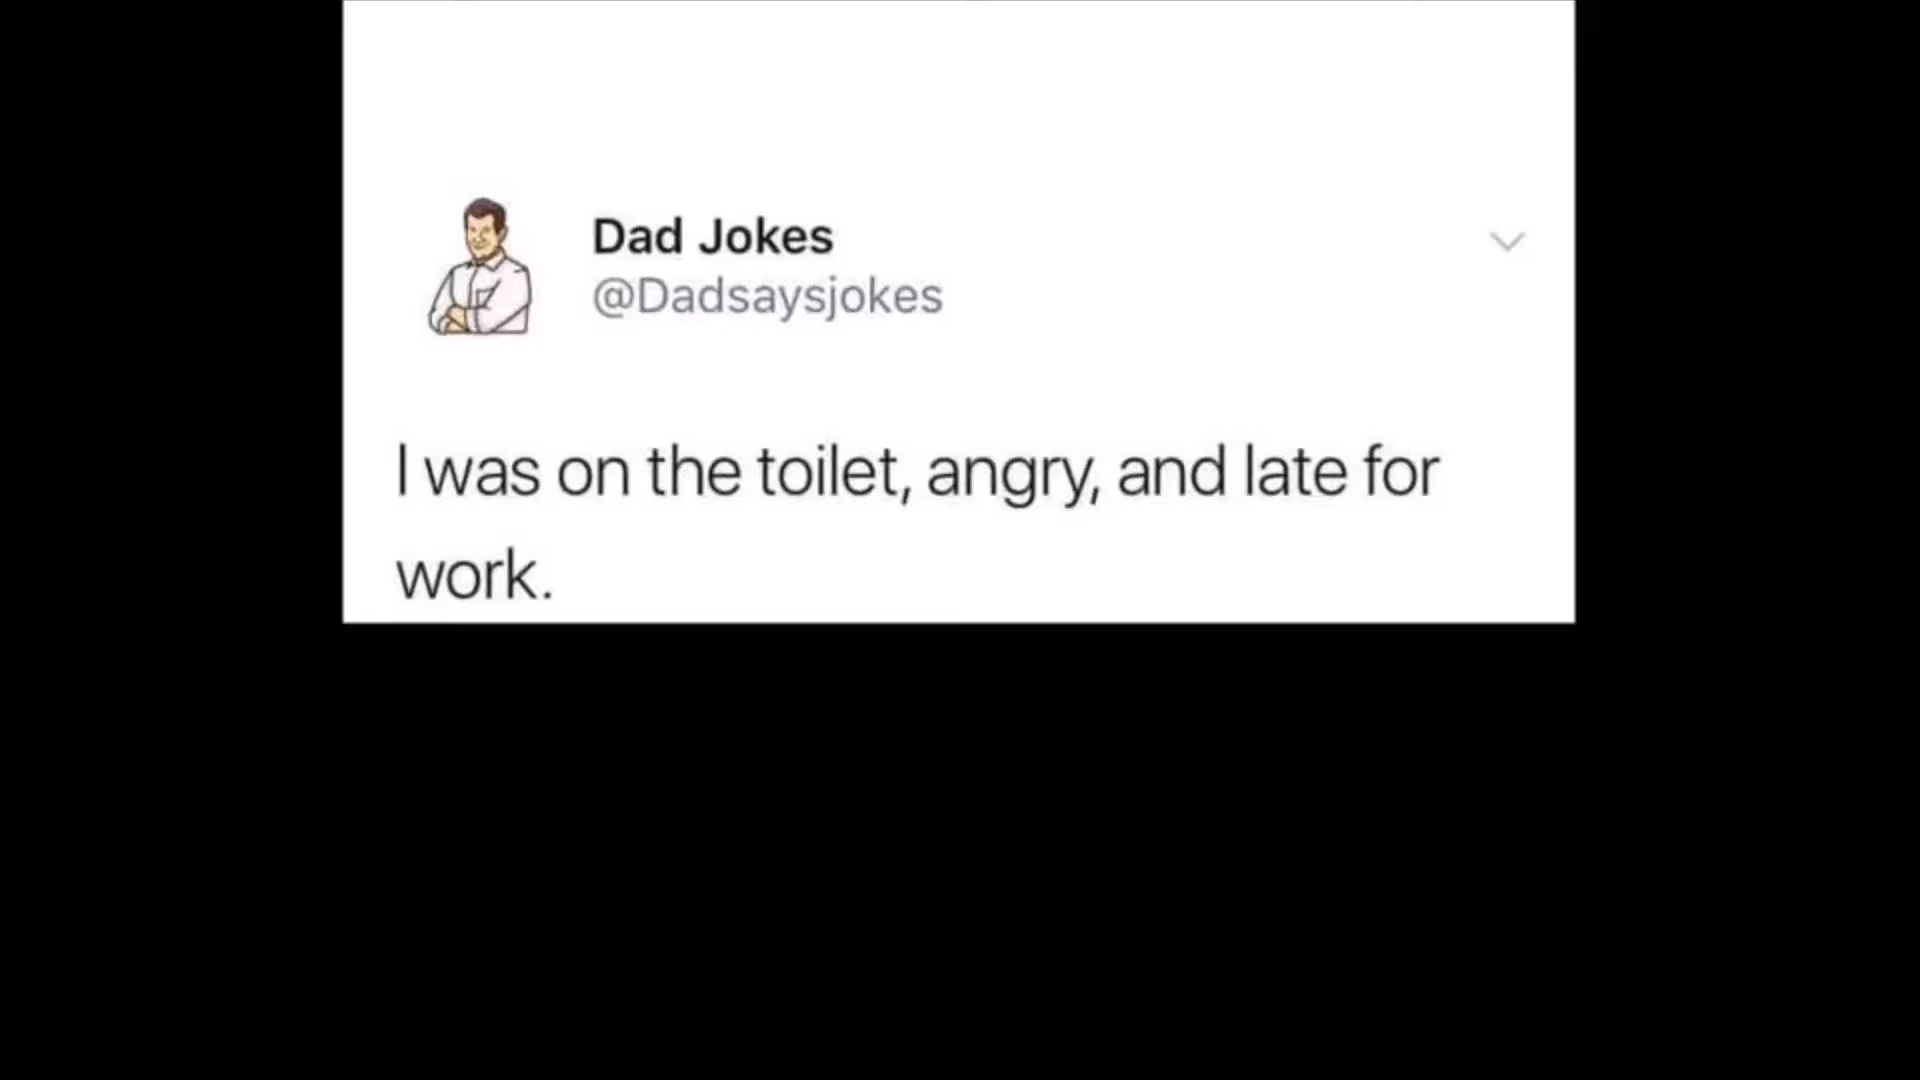 Dad Jokes
@Dadsaysjokes
I was on the toilet, angry, and late for
work.